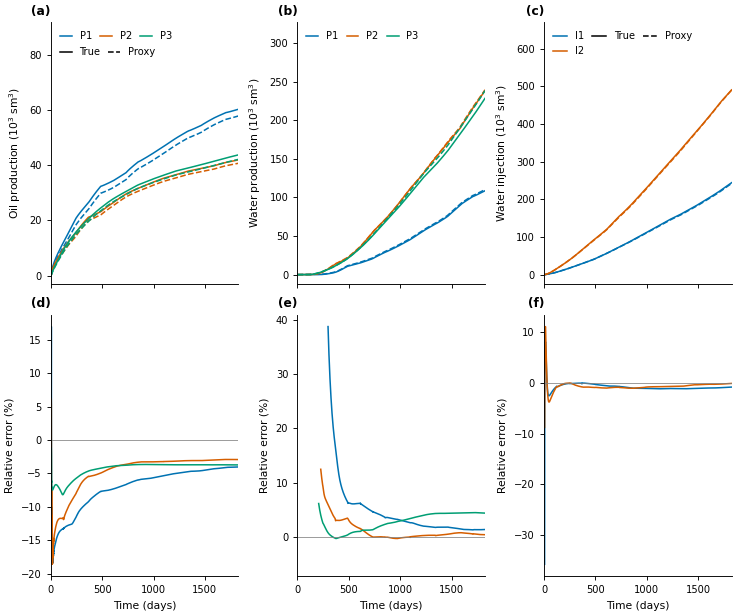 (a)
P1 P2 P3
True Proxy
Oil production (10³ sm³)
80
60
40
20
0
(b)
P1 P2 P3
Water production (10³ sm³)
300
250
200
150
100
50
0
(c)
I1 True Proxy
I2
Water injection (10³ sm³)
600
500
400
300
200
100
0
(d)
Relative error (%)
15
10
5
0
−5
−10
−15
−20
0 500 1000 1500
Time (days)
(e)
Relative error (%)
40
30
20
10
0
0 500 1000 1500
Time (days)
(f)
Relative error (%)
10
0
−10
−20
−30
0 500 1000 1500
Time (days)